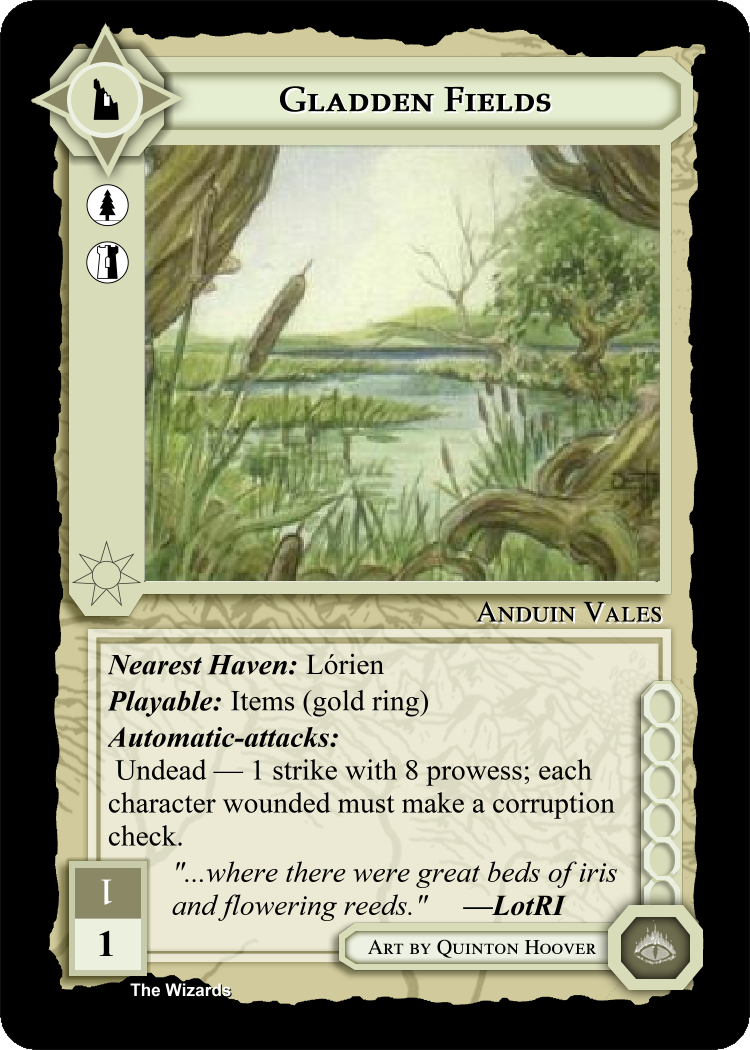 Gladden Fields
Anduin Vales
Nearest Haven: Lórien
Playable: Items (gold ring)
Automatic-attacks:
Undead — 1 strike with 8 prowess; each
character wounded must make a corruption
check.
"...where there were great beds of iris
and flowering reeds." —LotRI
I
1
Art by Quinton Hoover
The Wizards